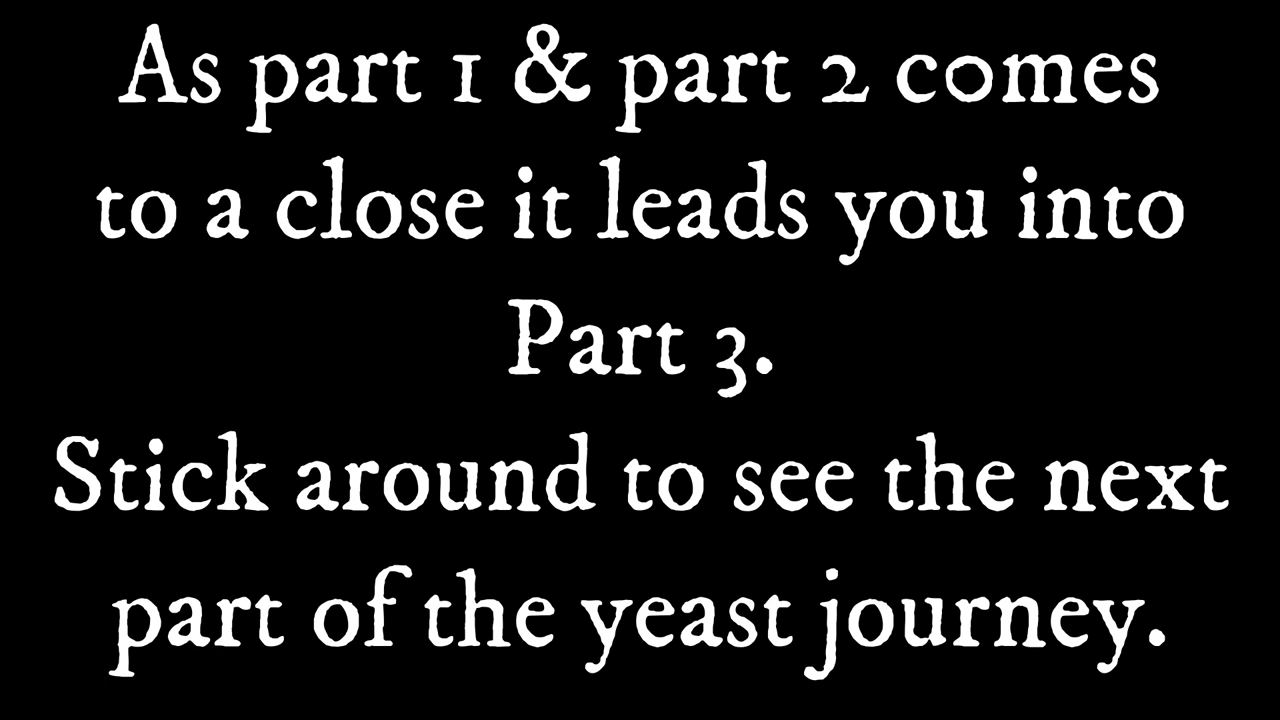 As part 1 & part 2 comes
to a close it leads you into
Part 3.
Stick around to see the next
part of the yeast journey.